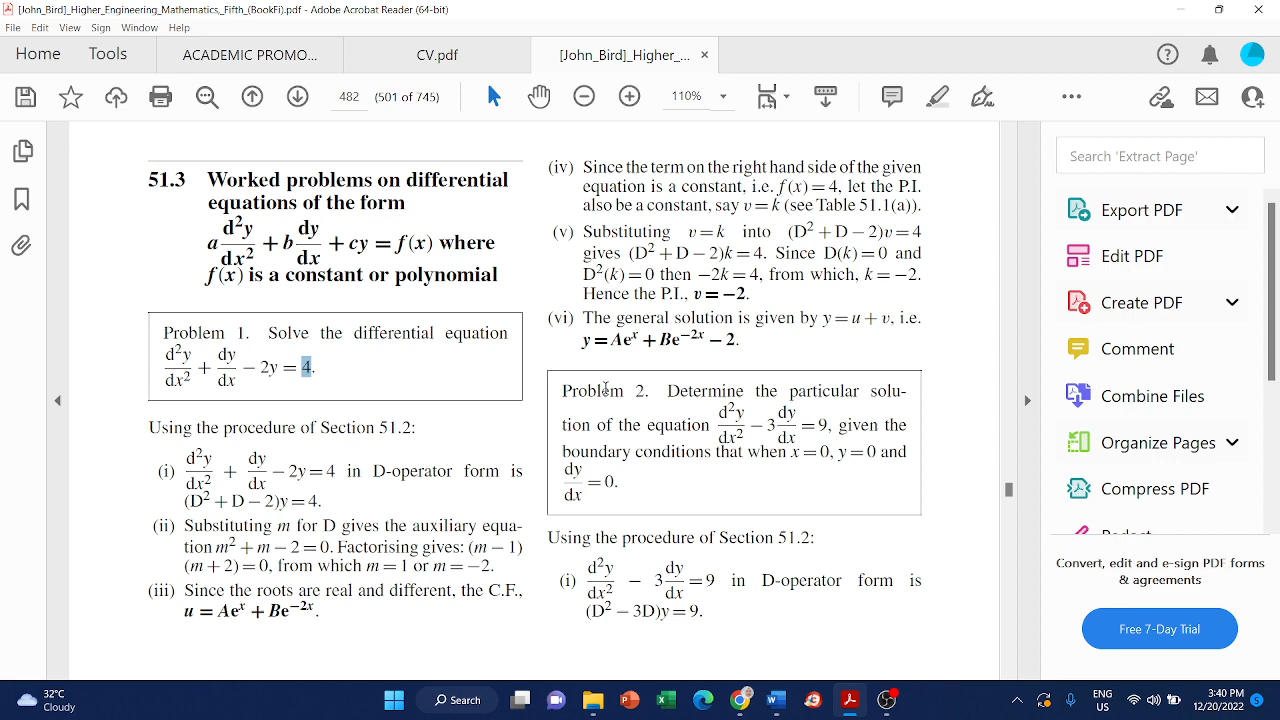 [John_Bird]_Higher_Engineering_Mathematics,_Fifth_(BookFi).pdf - Adobe Acrobat Reader (64-bit)
File Edit View Sign Window Help
Home Tools ACADEMIC PROMO... CV.pdf [John_Bird]_Higher_... ×
482 (501 of 745) 110%
51.3 Worked problems on differential
equations of the form
a d²y/dx² + b dy/dx + cy = f(x) where
f(x) is a constant or polynomial
Problem 1. Solve the differential equation
d²y/dx² + dy/dx − 2y = 4.
Using the procedure of Section 51.2:
(i) d²y/dx² + dy/dx − 2y = 4 in D-operator form is
(D² + D − 2)y = 4.
(ii) Substituting m for D gives the auxiliary equa-
tion m² + m − 2 = 0. Factorising gives: (m − 1)
(m + 2) = 0, from which m = 1 or m = −2.
(iii) Since the roots are real and different, the C.F.,
u = Ae^x + Be^−2x.
(iv) Since the term on the right hand side of the given
equation is a constant, i.e. f(x) = 4, let the P.I.
also be a constant, say v = k (see Table 51.1(a)).
(v) Substituting v = k into (D² + D − 2)v = 4
gives (D² + D − 2)k = 4. Since D(k) = 0 and
D²(k) = 0 then −2k = 4, from which, k = −2.
Hence the P.I., v = −2.
(vi) The general solution is given by y = u + v, i.e.
y = Ae^x + Be^−2x − 2.
Problem 2. Determine the particular solu-
tion of the equation d²y/dx² − 3 dy/dx = 9, given the
boundary conditions that when x = 0, y = 0 and
dy/dx = 0.
Using the procedure of Section 51.2:
(i) d²y/dx² − 3 dy/dx = 9 in D-operator form is
(D² − 3D)y = 9.
Search 'Extract Page'
Export PDF
Edit PDF
Create PDF
Comment
Combine Files
Organize Pages
Compress PDF
Convert, edit and e-sign PDF forms
& agreements
Free 7-Day Trial
32°C
Cloudy
Search
ENG
US
3:40 PM
12/20/2022
5